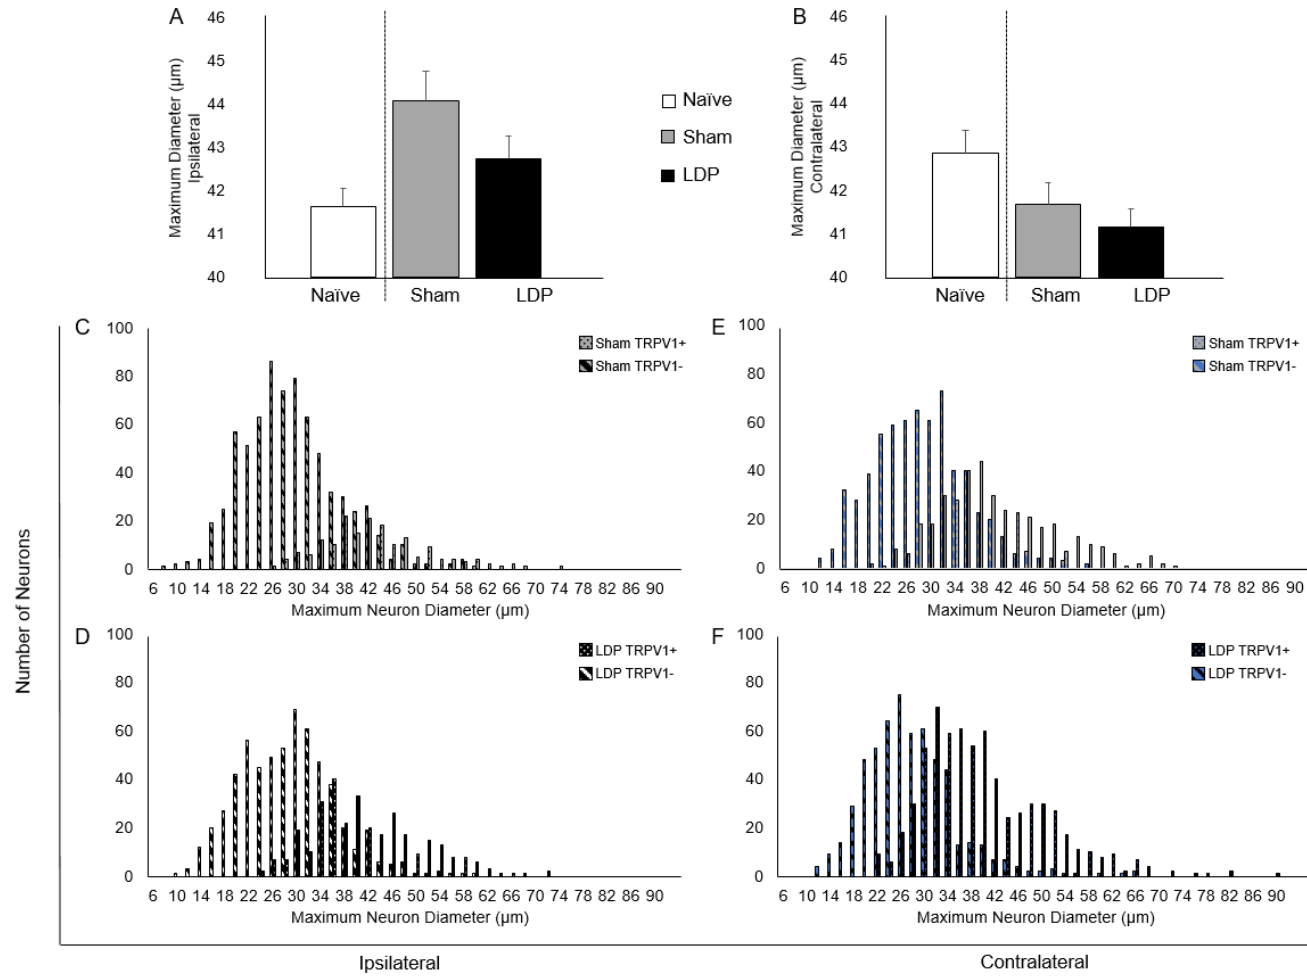 A
46
45
44
43
42
41
40
Maximum Diameter (µm)
Ipsilateral
Naïve Sham LDP
Naïve
Sham
LDP
B
46
45
44
43
42
41
40
Maximum Diameter (µm)
Contralateral
Naïve Sham LDP
Number of Neurons
C
100
80
60
40
20
0
Sham TRPV1+
Sham TRPV1-
6 10 14 18 22 26 30 34 38 42 46 50 54 58 62 66 70 74 78 82 86 90
Maximum Neuron Diameter (µm)
E
100
80
60
40
20
0
Sham TRPV1+
Sham TRPV1-
6 10 14 18 22 26 30 34 38 42 46 50 54 58 62 66 70 74 78 82 86 90
Maximum Neuron Diameter (µm)
D
100
80
60
40
20
0
LDP TRPV1+
LDP TRPV1-
6 10 14 18 22 26 30 34 38 42 46 50 54 58 62 66 70 74 78 82 86 90
Maximum Neuron Diameter (µm)
F
100
80
60
40
20
0
LDP TRPV1+
LDP TRPV1-
6 10 14 18 22 26 30 34 38 42 46 50 54 58 62 66 70 74 78 82 86 90
Maximum Neuron Diameter (µm)
Ipsilateral
Contralateral